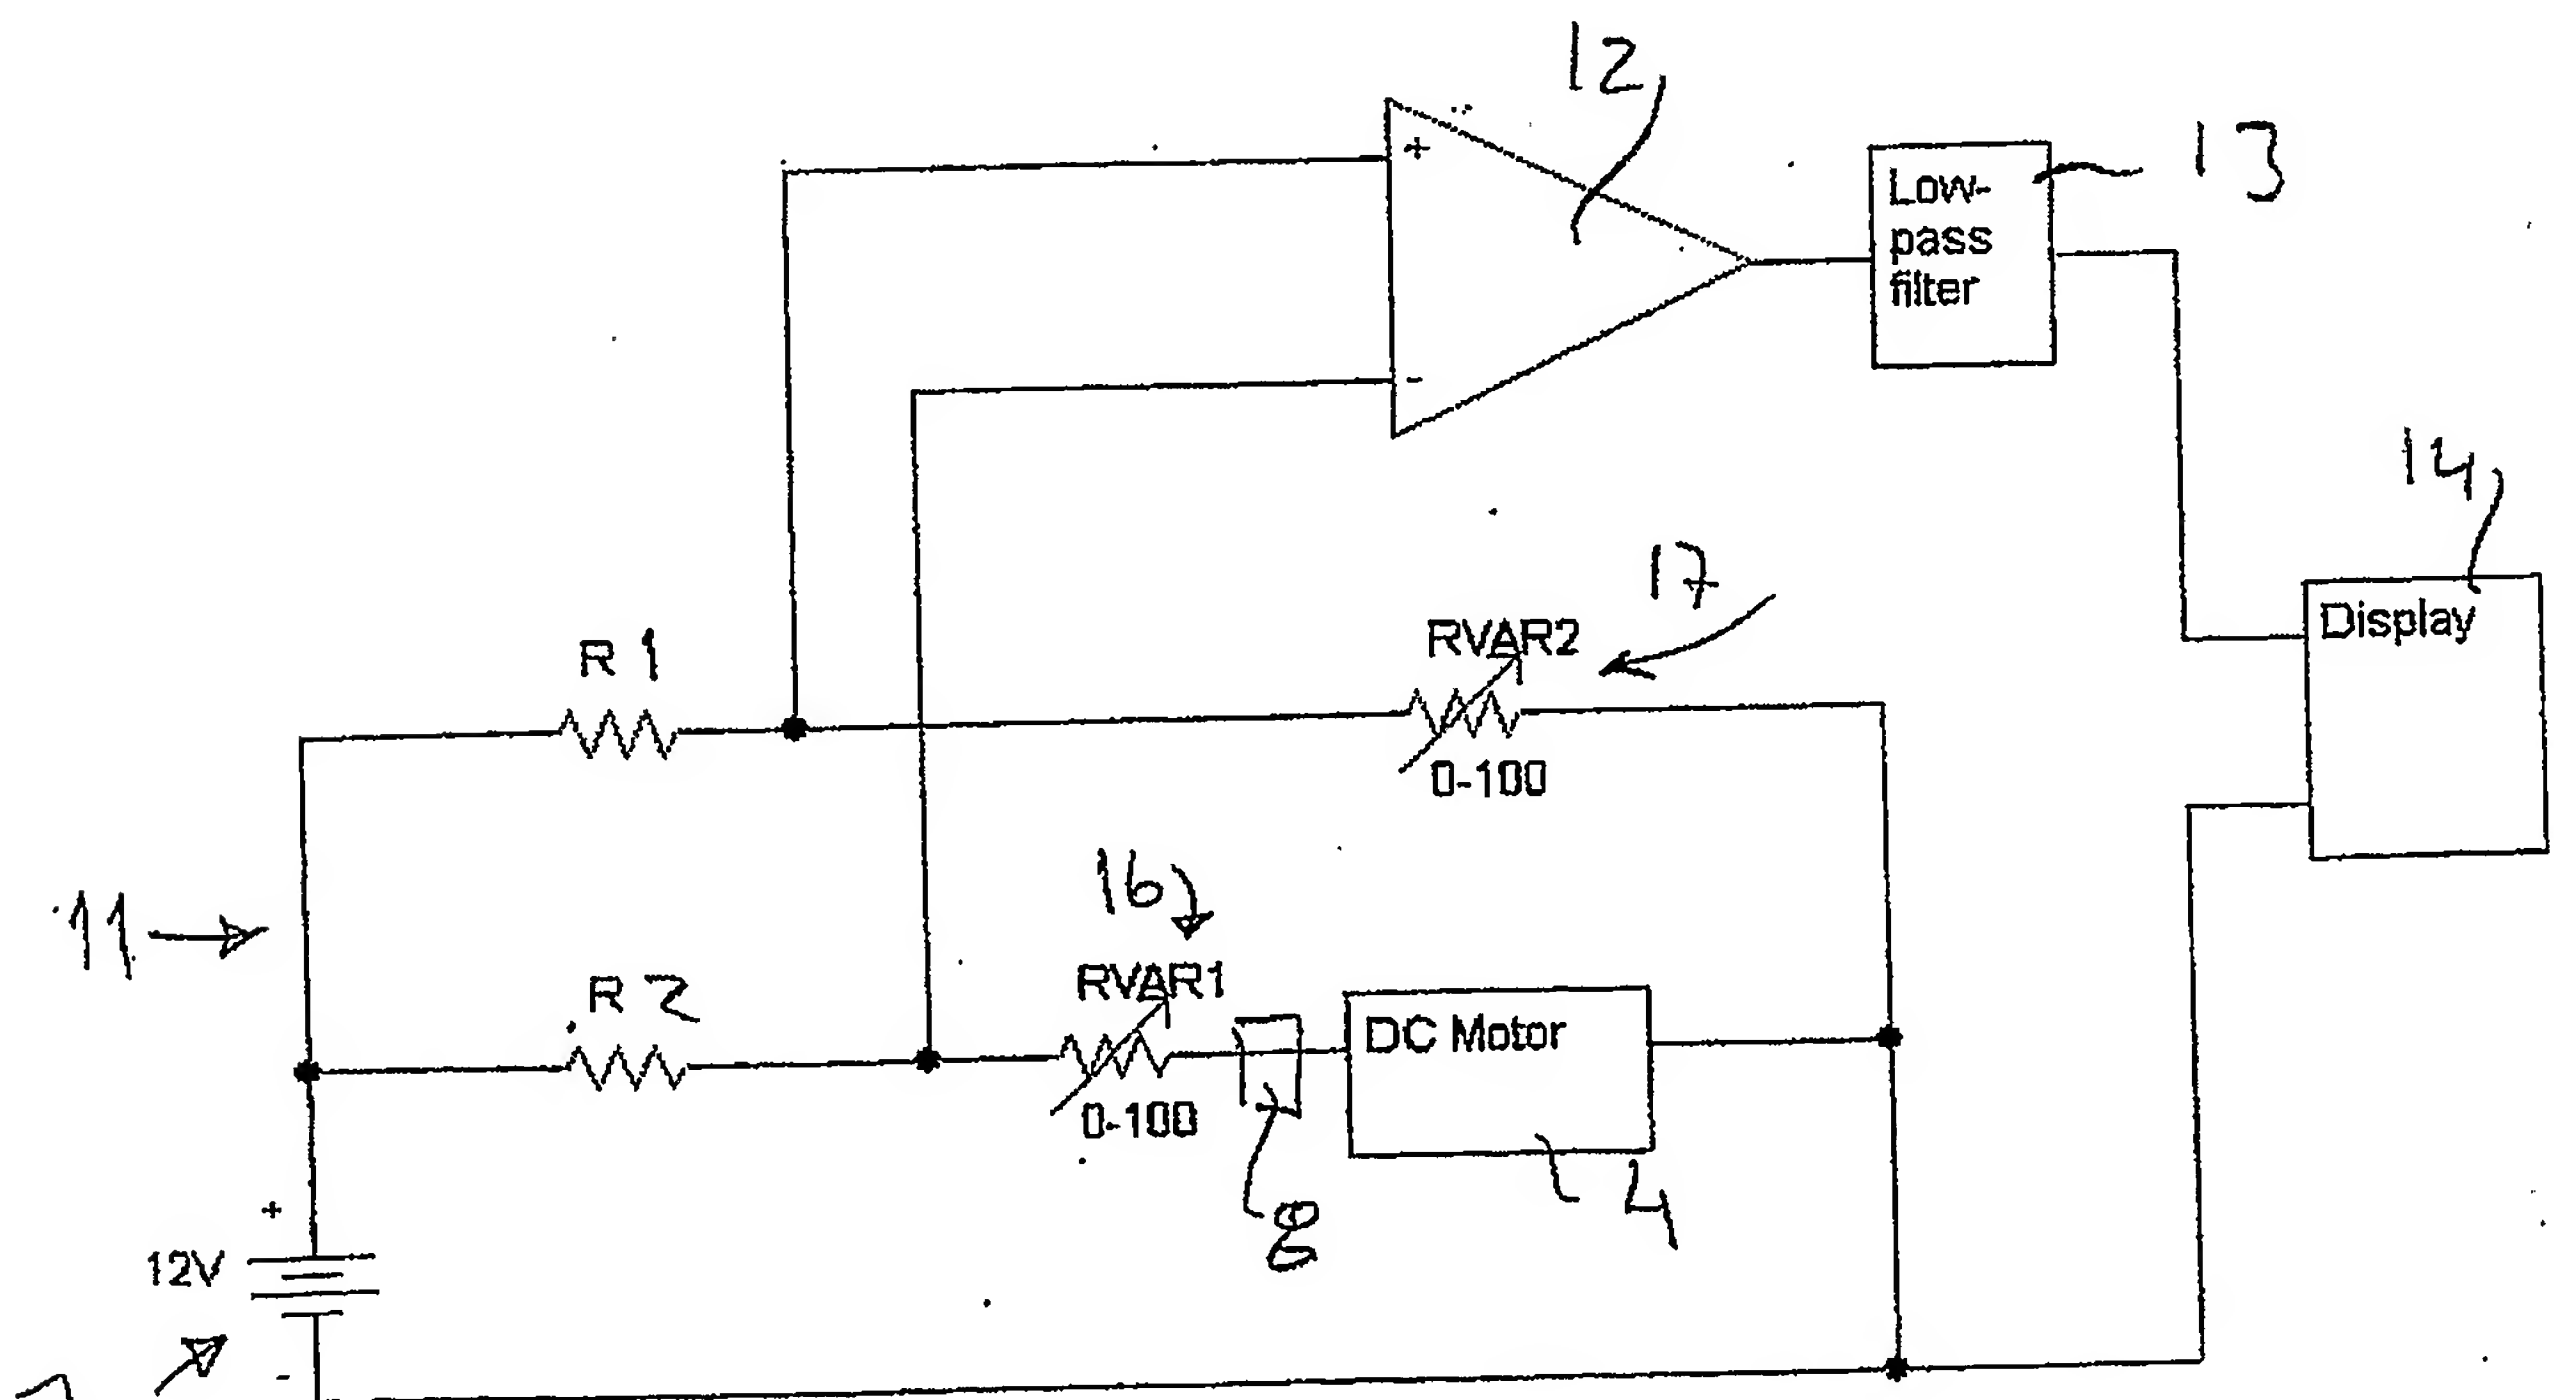 12
+
Low-
pass
filter
13
-
14
Display
17
RVAR2
0-100
R 1
11
16
RVAR1
0-100
R 2
DC Motor
8
4
+
12V
-